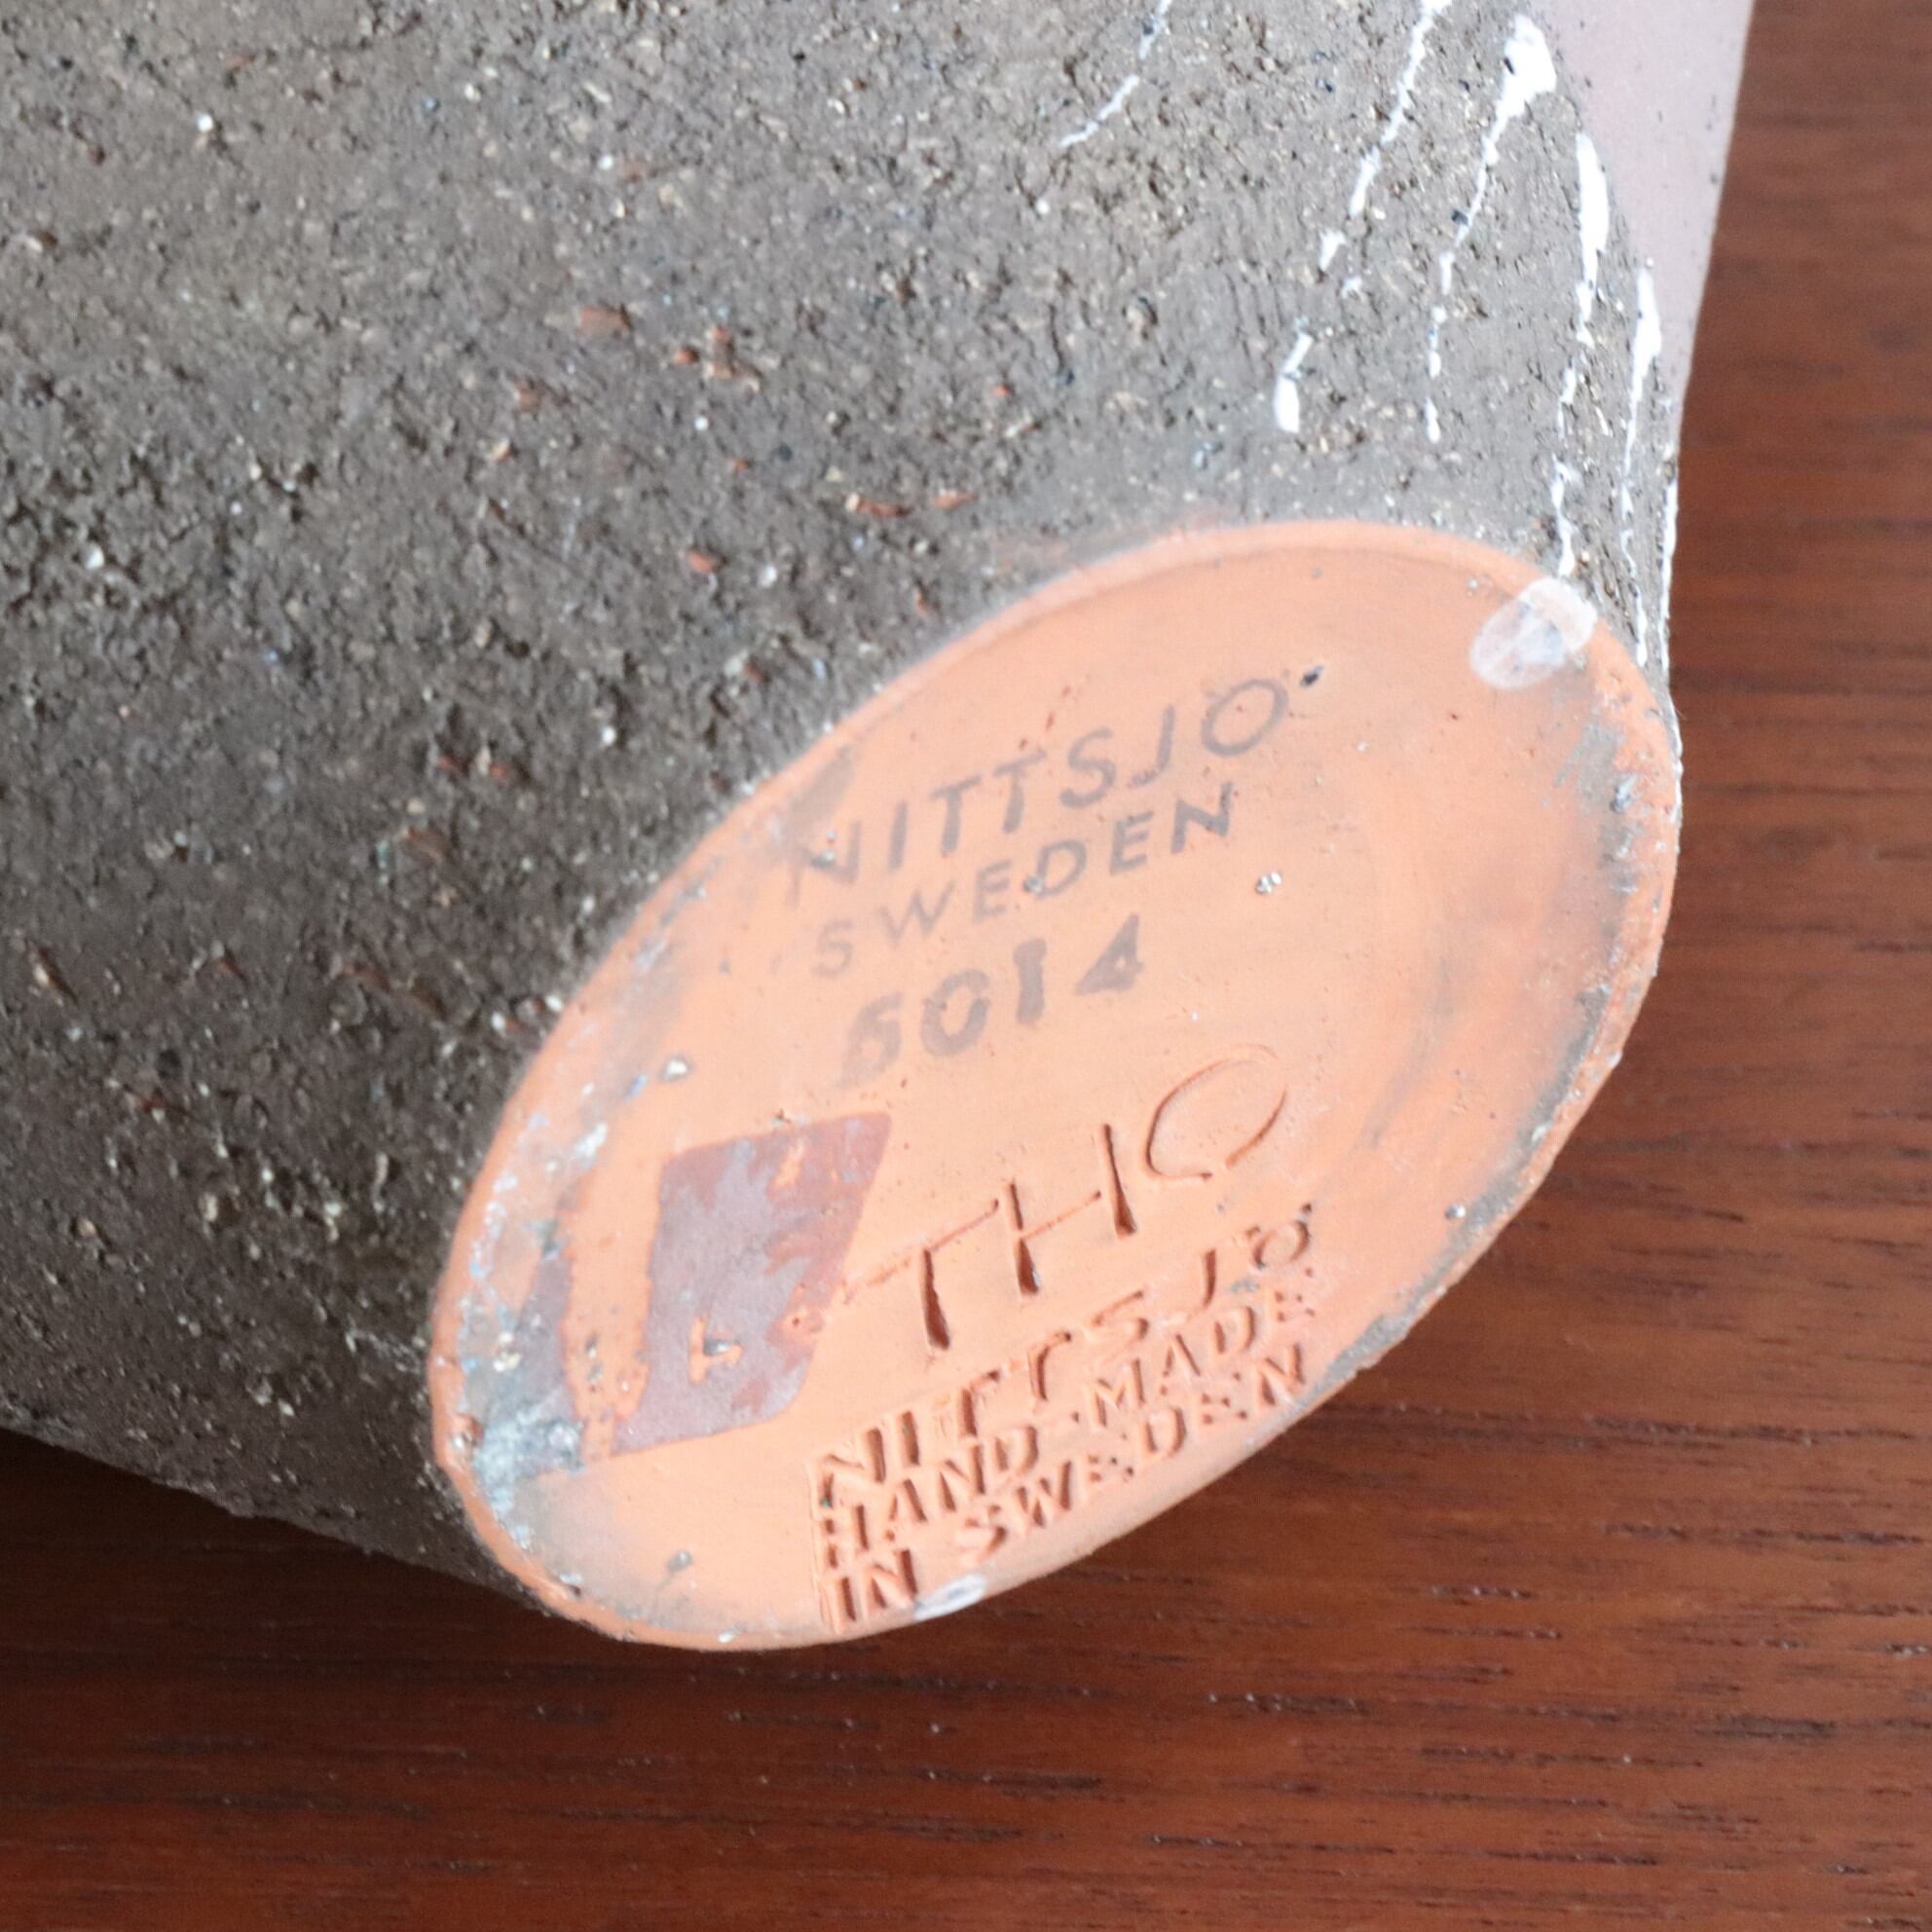 NITTSJÖ
SWEDEN
5014
THO
NITTSJÖ
HAND-MADE
IN SWEDEN